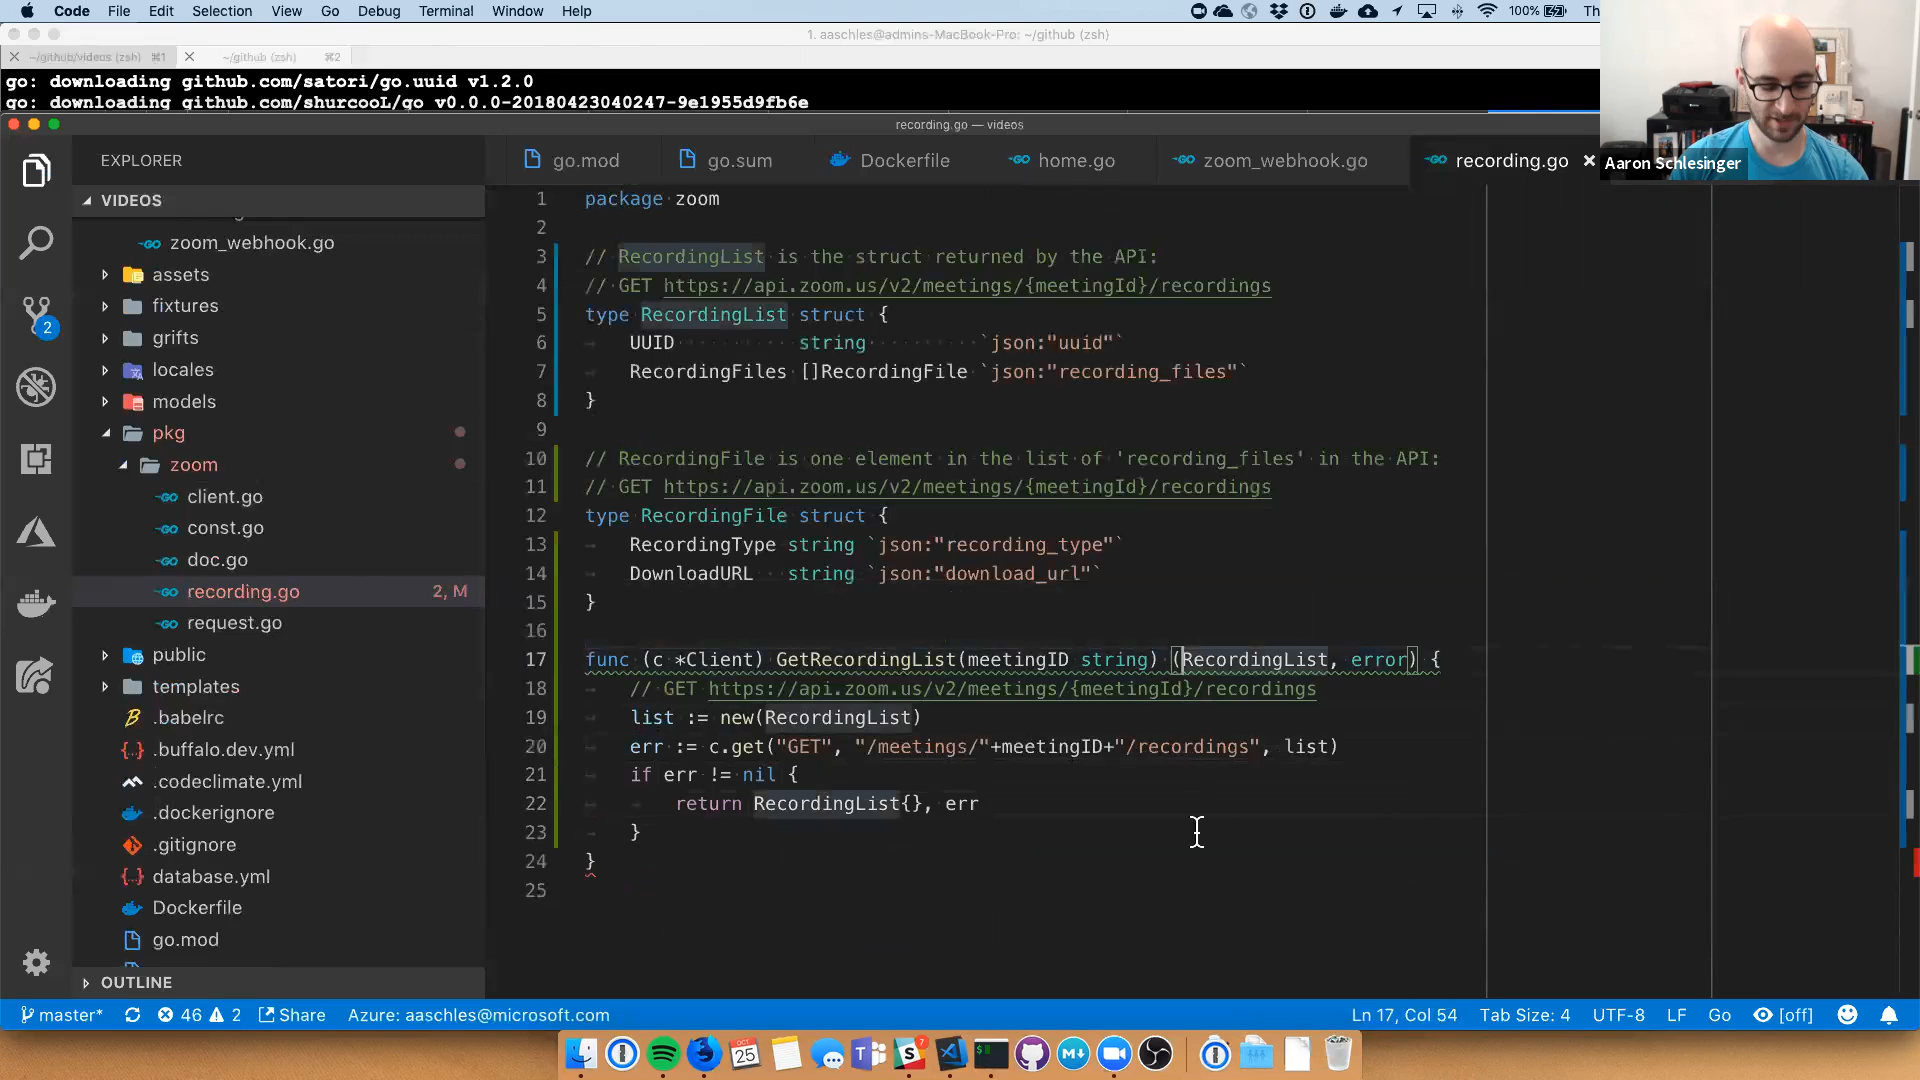 Code File Edit Selection View Go Debug Terminal Window Help 100% Th
1. aaschles@admins-MacBook-Pro: ~/github (zsh)
~/github/videos (zsh) ⌘1 ~/github (zsh) ⌘2
go: downloading github.com/satori/go.uuid v1.2.0
go: downloading github.com/shurcooL/go v0.0.0-20180423040247-9e1955d9fb6e
recording.go — videos
Aaron Schlesinger
EXPLORER
VIDEOS
zoom_webhook.go
assets
fixtures
grifts
locales
models
pkg
zoom
client.go
const.go
doc.go
recording.go 2, M
request.go
public
templates
.babelrc
.buffalo.dev.yml
.codeclimate.yml
.dockerignore
.gitignore
database.yml
Dockerfile
go.mod
OUTLINE
2
go.mod go.sum Dockerfile home.go zoom_webhook.go recording.go
1 package zoom
2
3 // RecordingList is the struct returned by the API:
4 // GET https://api.zoom.us/v2/meetings/{meetingId}/recordings
5 type RecordingList struct {
6 UUID string `json:"uuid"`
7 RecordingFiles []RecordingFile `json:"recording_files"`
8 }
9
10 // RecordingFile is one element in the list of 'recording_files' in the API:
11 // GET https://api.zoom.us/v2/meetings/{meetingId}/recordings
12 type RecordingFile struct {
13 RecordingType string `json:"recording_type"`
14 DownloadURL string `json:"download_url"`
15 }
16
17 func (c *Client) GetRecordingList(meetingID string) (RecordingList, error) {
18 // GET https://api.zoom.us/v2/meetings/{meetingId}/recordings
19 list := new(RecordingList)
20 err := c.get("GET", "/meetings/"+meetingID+"/recordings", list)
21 if err != nil {
22 return RecordingList{}, err
23 }
24 }
25
master* 46 2 Share Azure: aaschles@microsoft.com Ln 17, Col 54 Tab Size: 4 UTF-8 LF Go [off]
OCT
25
7